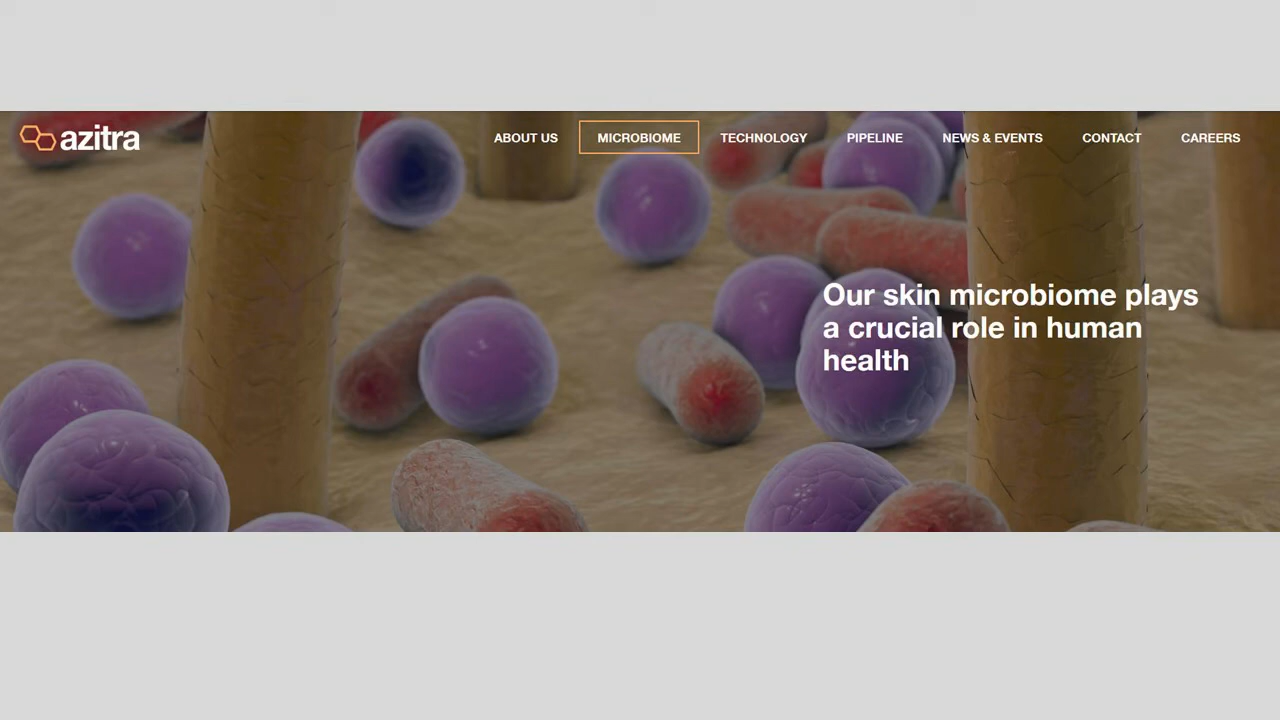 azitra
ABOUT US MICROBIOME TECHNOLOGY PIPELINE NEWS & EVENTS CONTACT CAREERS
Our skin microbiome plays
a crucial role in human
health